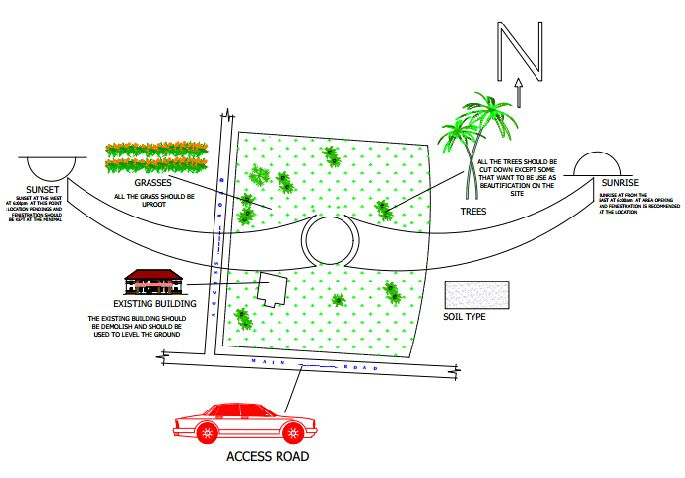 N
GRASSES
ALL THE GRASS SHOULD BE
UPROOT
ALL THE TREES SHOULD BE
CUT DOWN EXCEPT SOME
THAT WANT TO BE USE AS
BEAUTIFICATION ON THE
SITE
TREES
SUNSET
SUNSET AT THE WEST
AT 6:00pm AT THIS POINT
LOCATION FENDINGS AND
FENESTRATION SHOULD
BE KEPT AT THE MINIMAL
SUNRISE
SUNRISE AT FROM THE
EAST AT 6:00am AT AREA OPENING
AND FENESTRATION IS RECOMMENDED
AT THE LOCATION
EXISTING BUILDING
THE EXISTING BUILDING SHOULD
BE DEMOLISH AND SHOULD BE
USED TO LEVEL THE GROUND
SOIL TYPE
MAIN ROAD
ACCESS ROAD